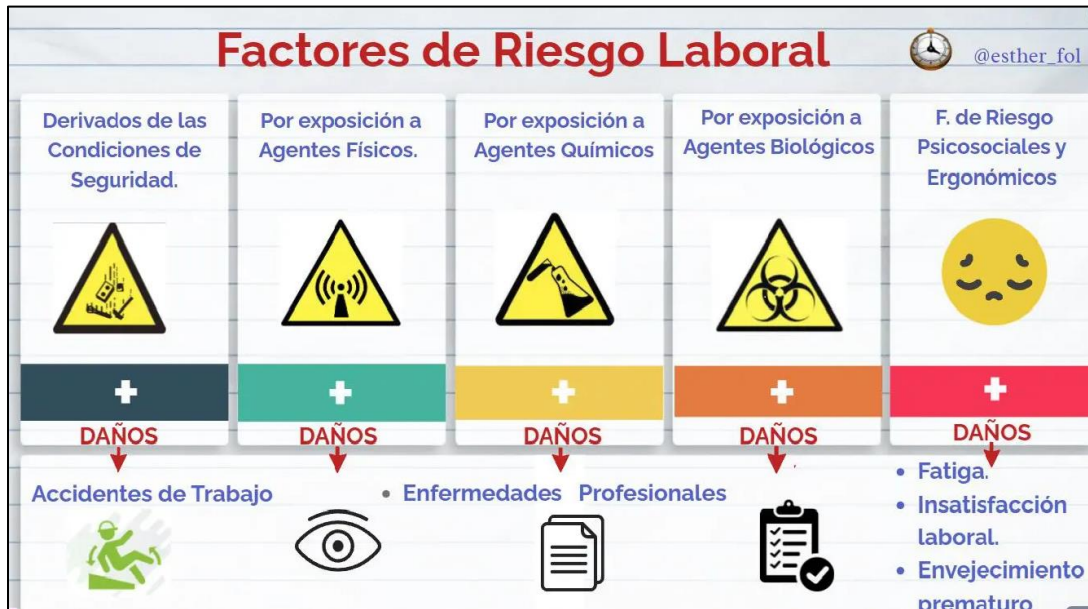 Factores de Riesgo Laboral
@esther_fol
Derivados de las
Condiciones de
Seguridad.
Por exposición a
Agentes Físicos.
Por exposición a
Agentes Químicos
Por exposición a
Agentes Biológicos
F. de Riesgo
Psicosociales y
Ergonómicos
DAÑOS
DAÑOS
DAÑOS
DAÑOS
DAÑOS
Accidentes de Trabajo
• Enfermedades Profesionales
• Fatiga.
• Insatisfacción
laboral.
• Envejecimiento
prematuro